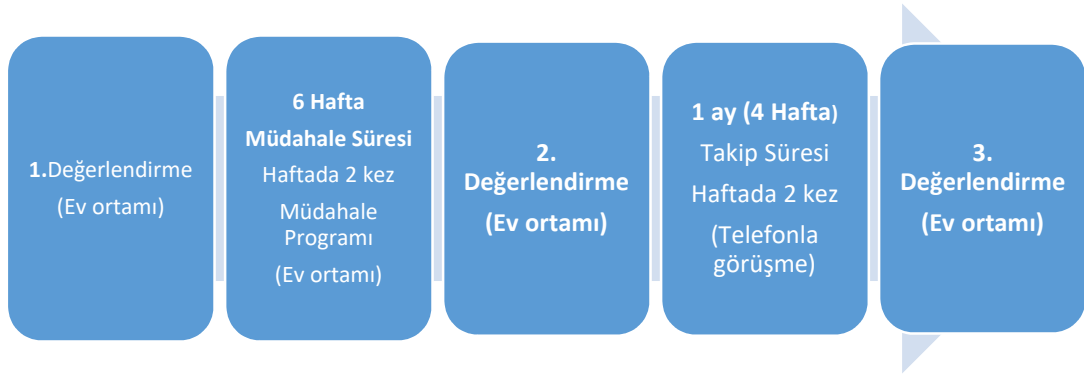 1.Değerlendirme
(Ev ortamı)
6 Hafta
Müdahale Süresi
Haftada 2 kez
Müdahale
Programı
(Ev ortamı)
2.
Değerlendirme
(Ev ortamı)
1 ay (4 Hafta)
Takip Süresi
Haftada 2 kez
(Telefonla
görüşme)
3.
Değerlendirme
(Ev ortamı)